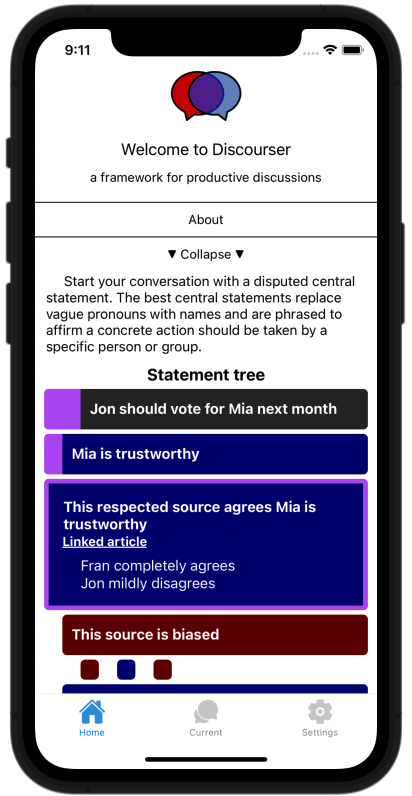 9:11
Welcome to Discourser
a framework for productive discussions
About
▼ Collapse ▼
Start your conversation with a disputed central
statement. The best central statements replace
vague pronouns with names and are phrased to
affirm a concrete action should be taken by a
specific person or group.
Statement tree
Jon should vote for Mia next month
Mia is trustworthy
This respected source agrees Mia is
trustworthy
Linked article
Fran completely agrees
Jon mildly disagrees
This source is biased
Home Current Settings